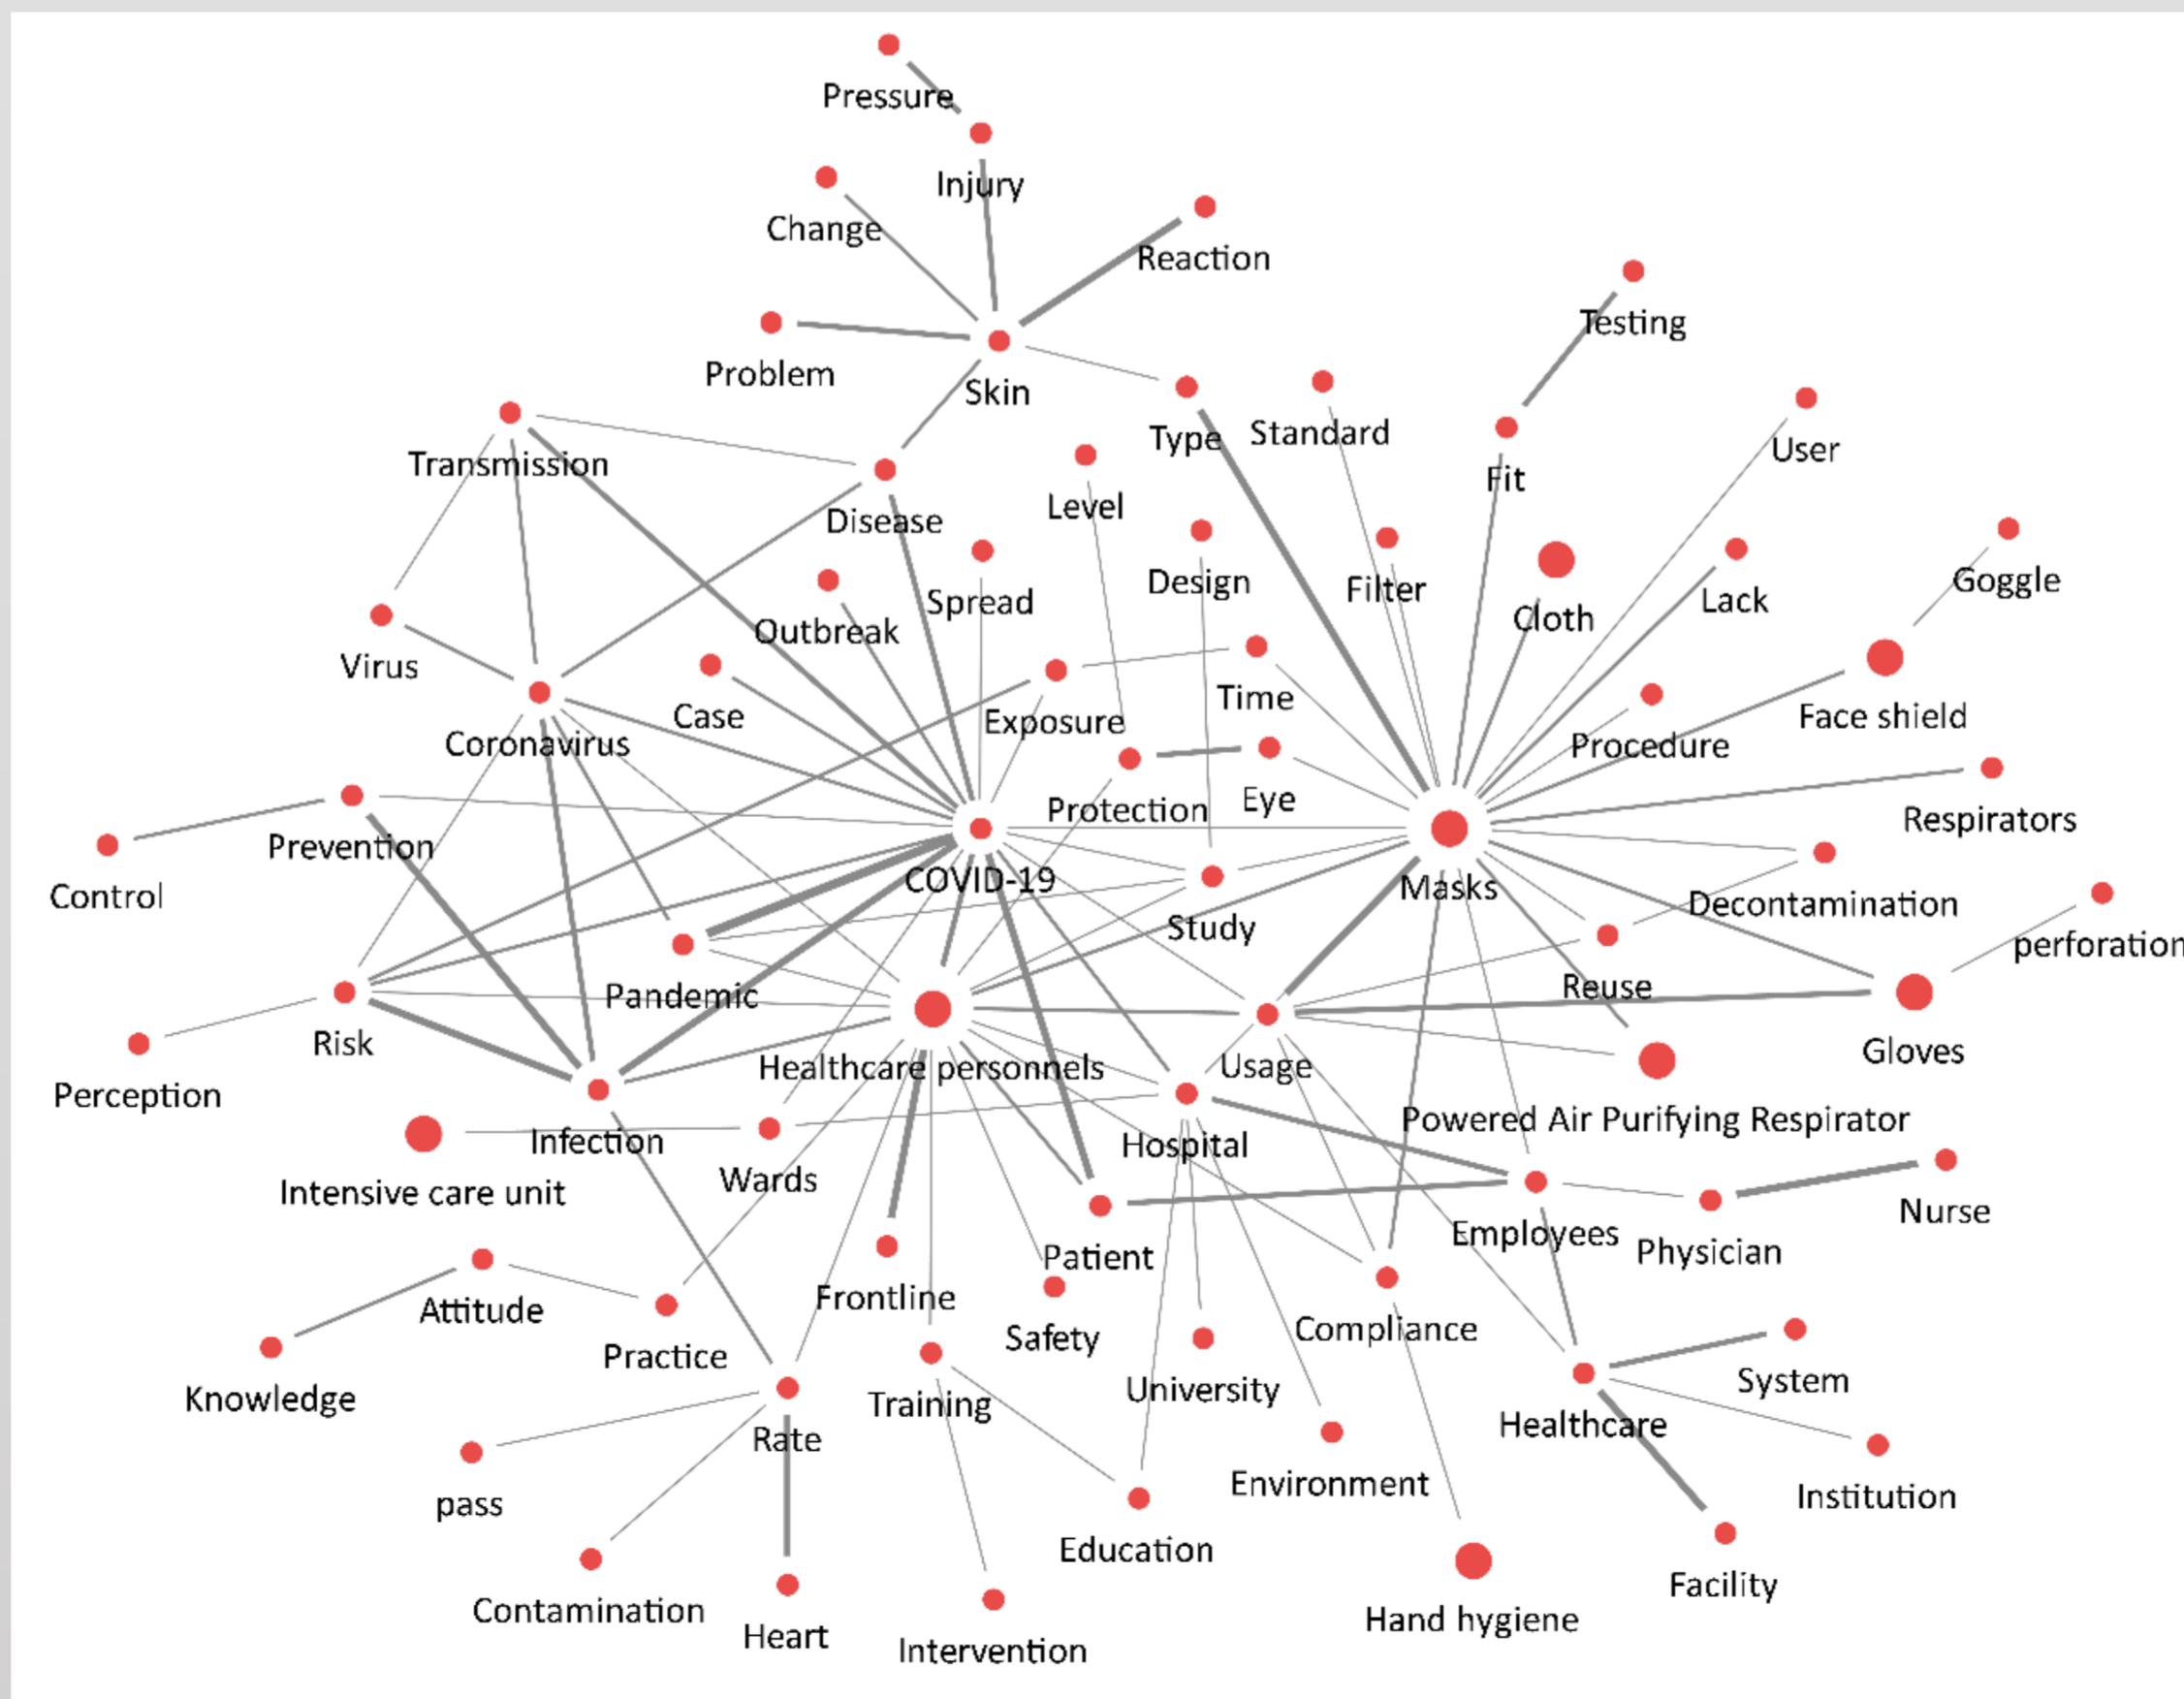 Pressure
Injury
Change
Reaction
Testing
Problem
Skin
Type
Standard
User
Transmission
Fit
Disease
Level
Goggle
Design
Filter
Spread
Lack
Cloth
Outbreak
Virus
Time
Case
Exposure
Face shield
Coronavirus
Procedure
Eye
Protection
Respirators
Prevention
COVID-19
Masks
Control
Decontamination
Study
perforation
Reuse
Pandemic
Risk
Gloves
Usage
Healthcare personnels
Perception
Powered Air Purifying Respirator
Infection
Hospital
Wards
Intensive care unit
Nurse
Employees
Physician
Patient
Frontline
Attitude
Compliance
Safety
Practice
System
University
Knowledge
Training
Healthcare
Rate
Environment
Institution
pass
Education
Facility
Contamination
Hand hygiene
Heart
Intervention